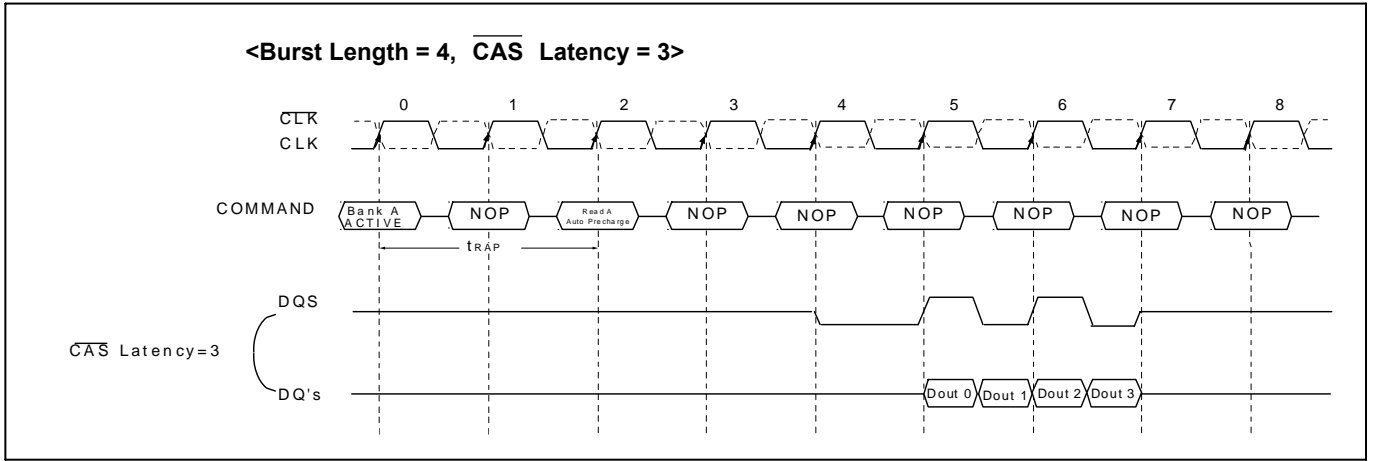 <Burst Length = 4, CAS Latency = 3>
0 1 2 3 4 5 6 7 8
CLK
CLK
COMMAND
Bank A
ACTIVE
NOP
Read A
Auto Precharge
NOP
NOP
NOP
NOP
NOP
NOP
tRAP
DQS
CAS Latency=3
DQ's
Dout 0 Dout 1 Dout 2 Dout 3